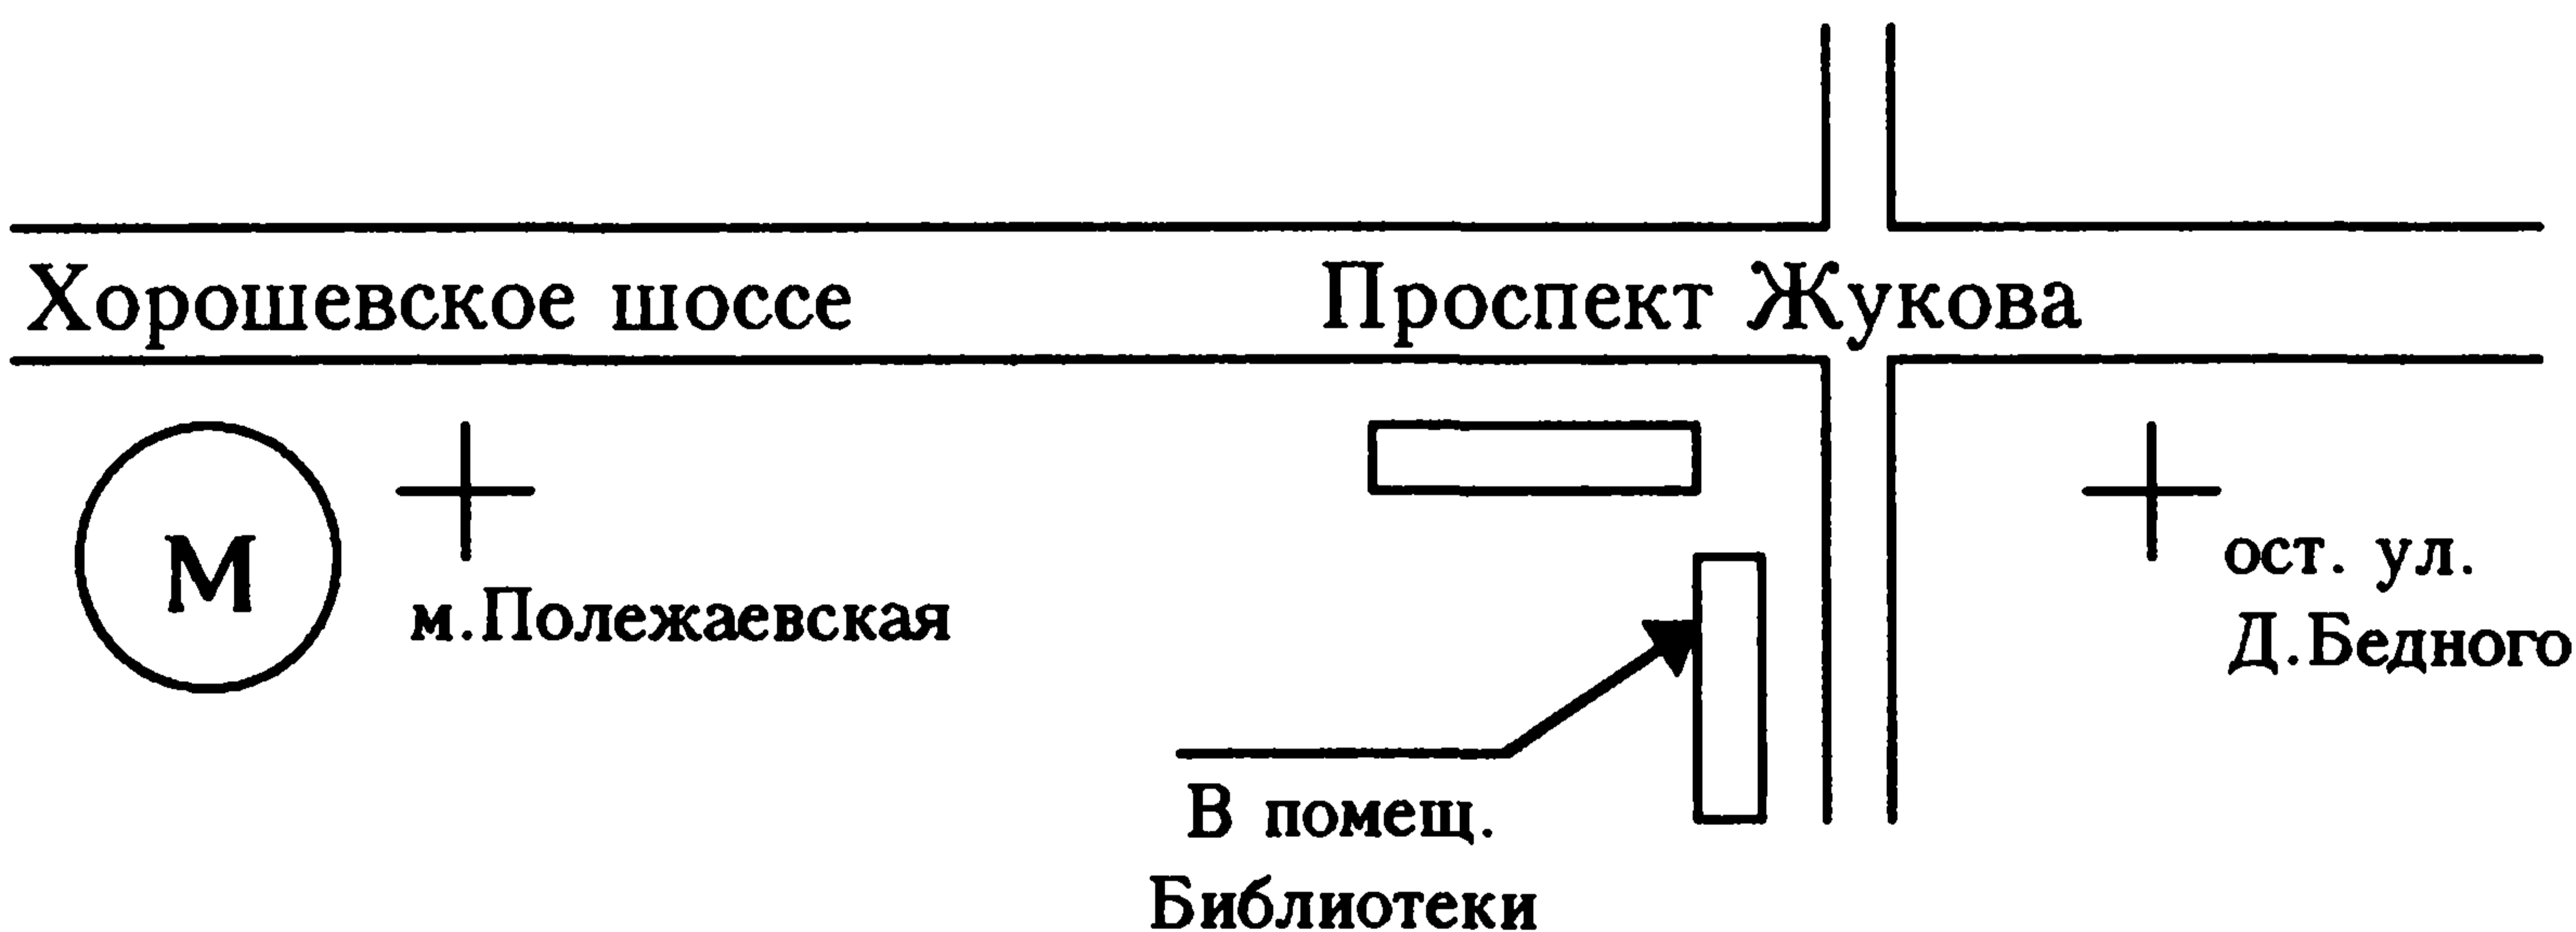 Хорошевское шоссе
Проспект Жукова
М
м.Полежаевская
ост. ул.
Д.Бедного
В помещ.
Библиотеки